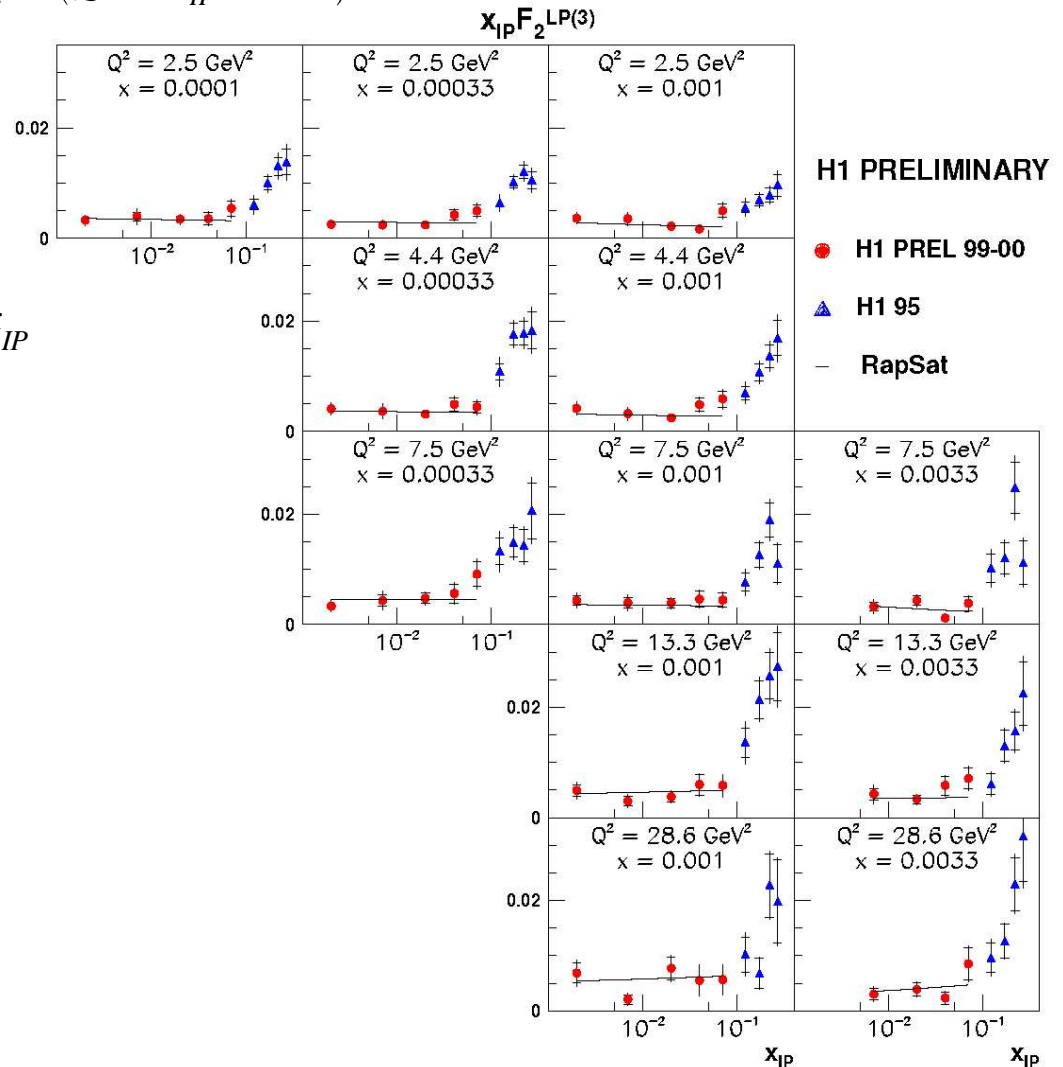 x_IP F_2^LP(3)
Q² = 2.5 GeV²
x = 0.0001
Q² = 2.5 GeV²
x = 0.00033
Q² = 2.5 GeV²
x = 0.001
0.02
0
10⁻²
10⁻¹
H1 PRELIMINARY
H1 PREL 99-00
H1 95
RapSat
IP
Q² = 4.4 GeV²
x = 0.00033
Q² = 4.4 GeV²
x = 0.001
0.02
0
Q² = 7.5 GeV²
x = 0.00033
Q² = 7.5 GeV²
x = 0.001
Q² = 7.5 GeV²
x = 0.0033
0.02
0
10⁻²
10⁻¹
Q² = 13.3 GeV²
x = 0.001
Q² = 13.3 GeV²
x = 0.0033
0.02
0
Q² = 28.6 GeV²
x = 0.001
Q² = 28.6 GeV²
x = 0.0033
0.02
0
10⁻²
10⁻¹
x_IP
10⁻²
10⁻¹
x_IP